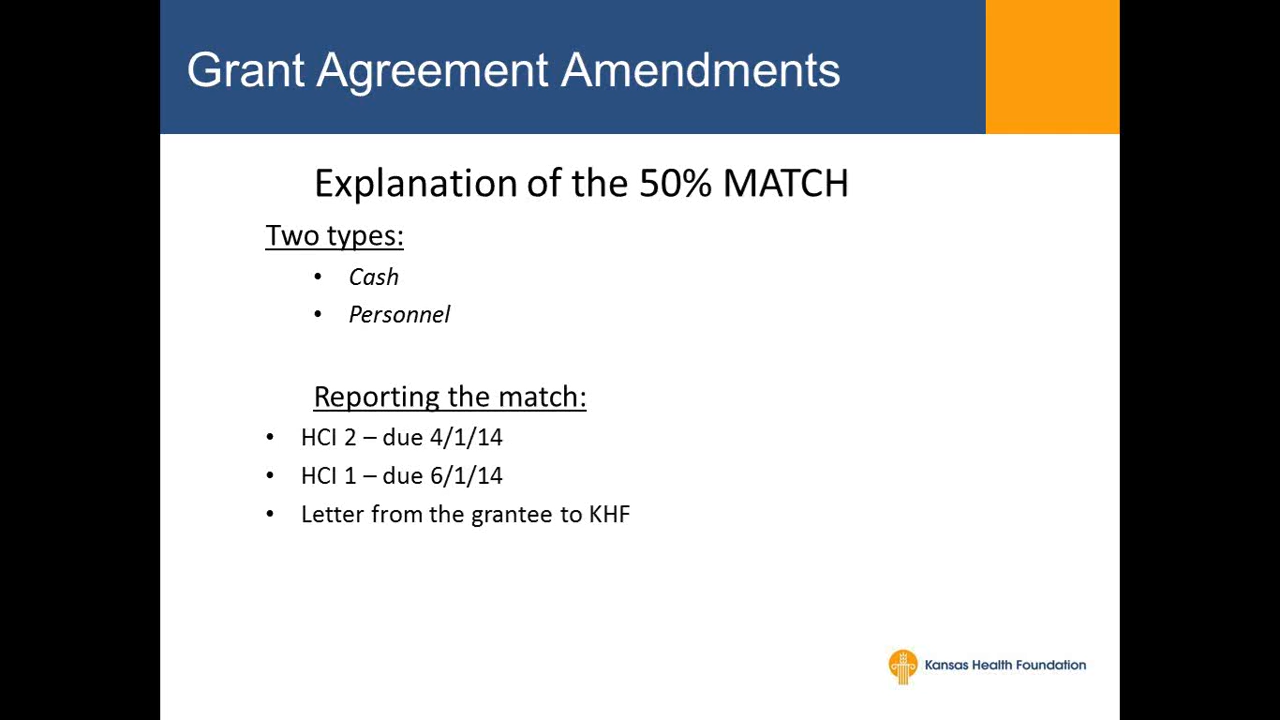 Grant Agreement Amendments
Explanation of the 50% MATCH
Two types:
• Cash
• Personnel
Reporting the match:
• HCI 2 – due 4/1/14
• HCI 1 – due 6/1/14
• Letter from the grantee to KHF
Kansas Health Foundation